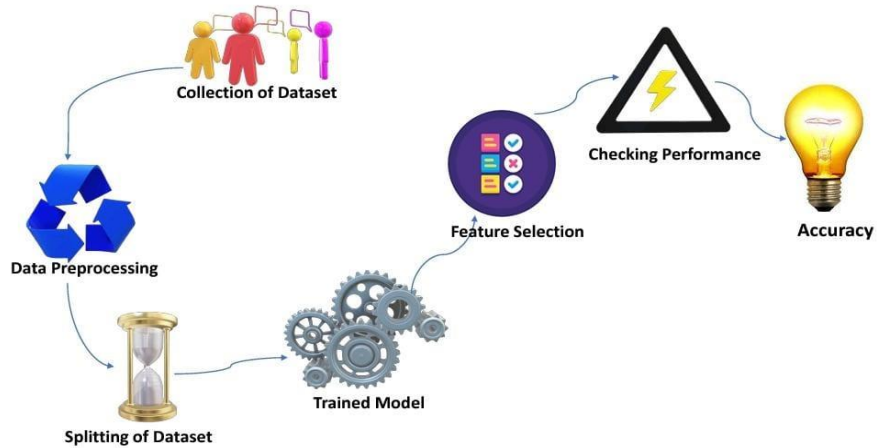 Collection of Dataset
Data Preprocessing
Splitting of Dataset
Trained Model
Feature Selection
Checking Performance
Accuracy